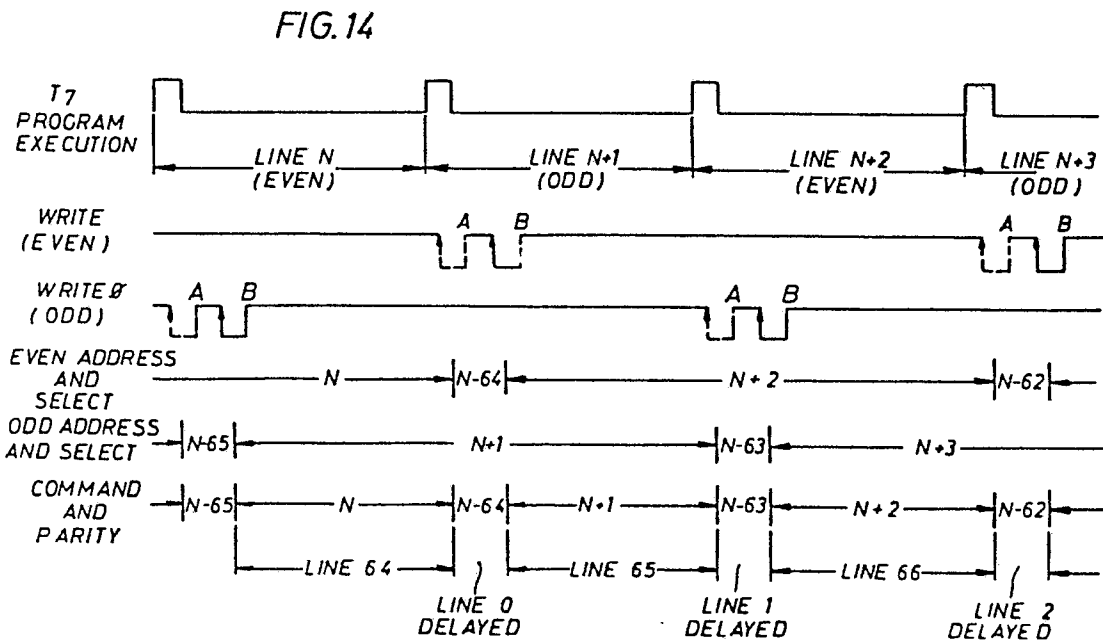 FIG.14
T7
PROGRAM
EXECUTION
LINE N
(EVEN)
LINE N+1
(ODD)
LINE N+2
(EVEN)
LINE N+3
(ODD)
WRITE
(EVEN)
A B A B
WRITE Ø
(ODD)
A B A B
EVEN ADDRESS
AND
SELECT
N N-64 N+2 N-62
ODD ADDRESS
AND SELECT
N-65 N+1 N-63 N+3
COMMAND
AND
PARITY
N-65 N N-64 N+1 N-63 N+2 N-62
LINE 64 LINE 65 LINE 66
LINE 0
DELAYED
LINE 1
DELAYED
LINE 2
DELAYED